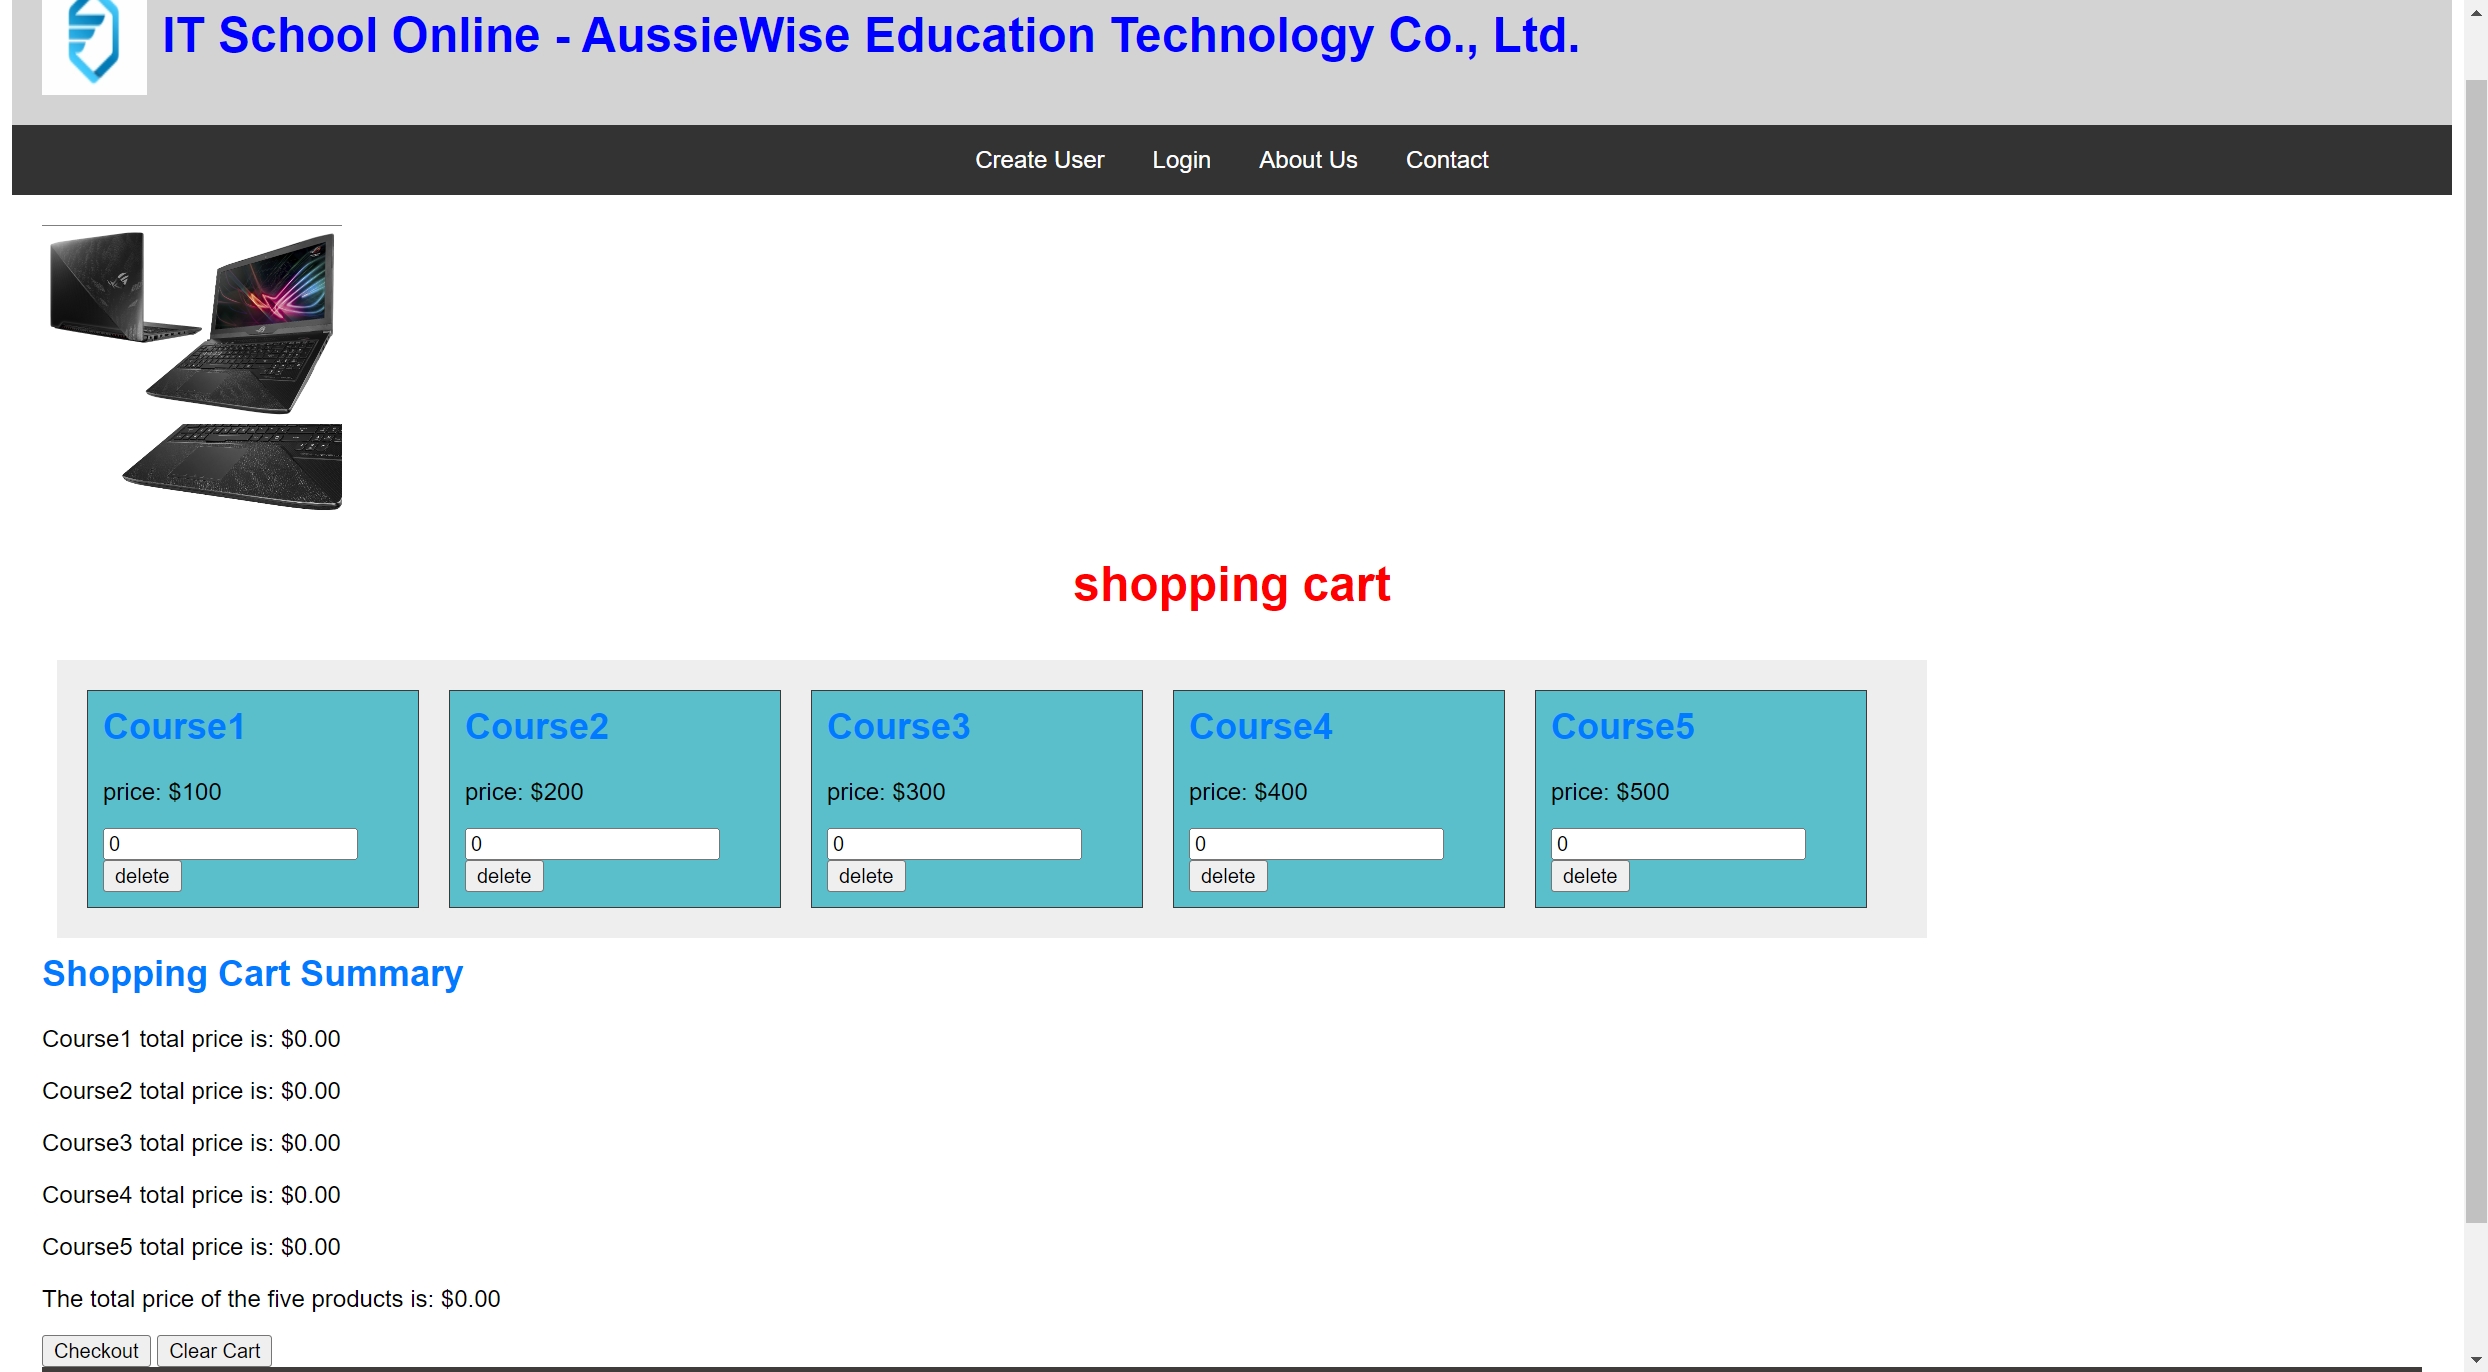 IT School Online - AussieWise Education Technology Co., Ltd.
Create User Login About Us Contact
shopping cart
Course1 Course2 Course3 Course4 Course5
price: $100 price: $200 price: $300 price: $400 price: $500
0 0 0 0 0
delete delete delete delete delete
Shopping Cart Summary
Course1 total price is: $0.00
Course2 total price is: $0.00
Course3 total price is: $0.00
Course4 total price is: $0.00
Course5 total price is: $0.00
The total price of the five products is: $0.00
Checkout Clear Cart